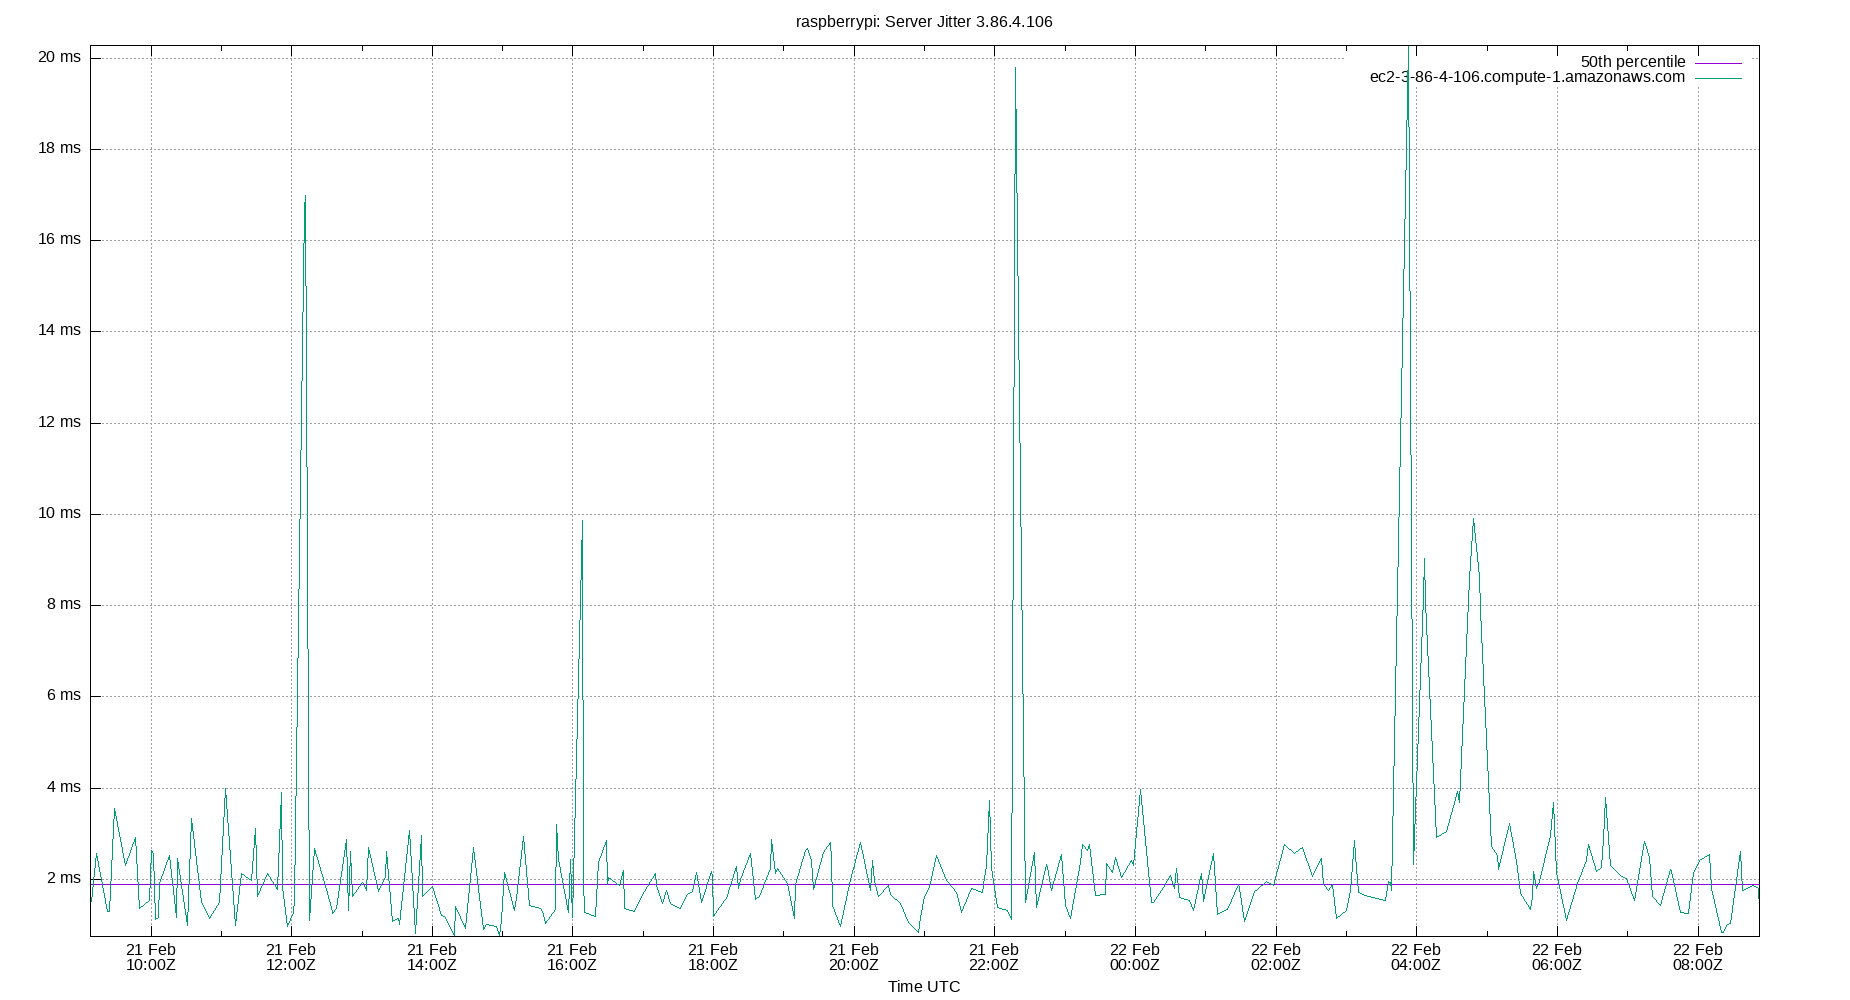 raspberrypi: Server Jitter 3.86.4.106
20 ms
18 ms
16 ms
14 ms
12 ms
10 ms
8 ms
6 ms
4 ms
2 ms
50th percentile
ec2-3-86-4-106.compute-1.amazonaws.com
21 Feb 21 Feb 21 Feb 21 Feb 21 Feb 21 Feb 21 Feb 22 Feb 22 Feb 22 Feb 22 Feb 22 Feb
10:00Z 12:00Z 14:00Z 16:00Z 18:00Z 20:00Z 22:00Z 00:00Z 02:00Z 04:00Z 06:00Z 08:00Z
Time UTC